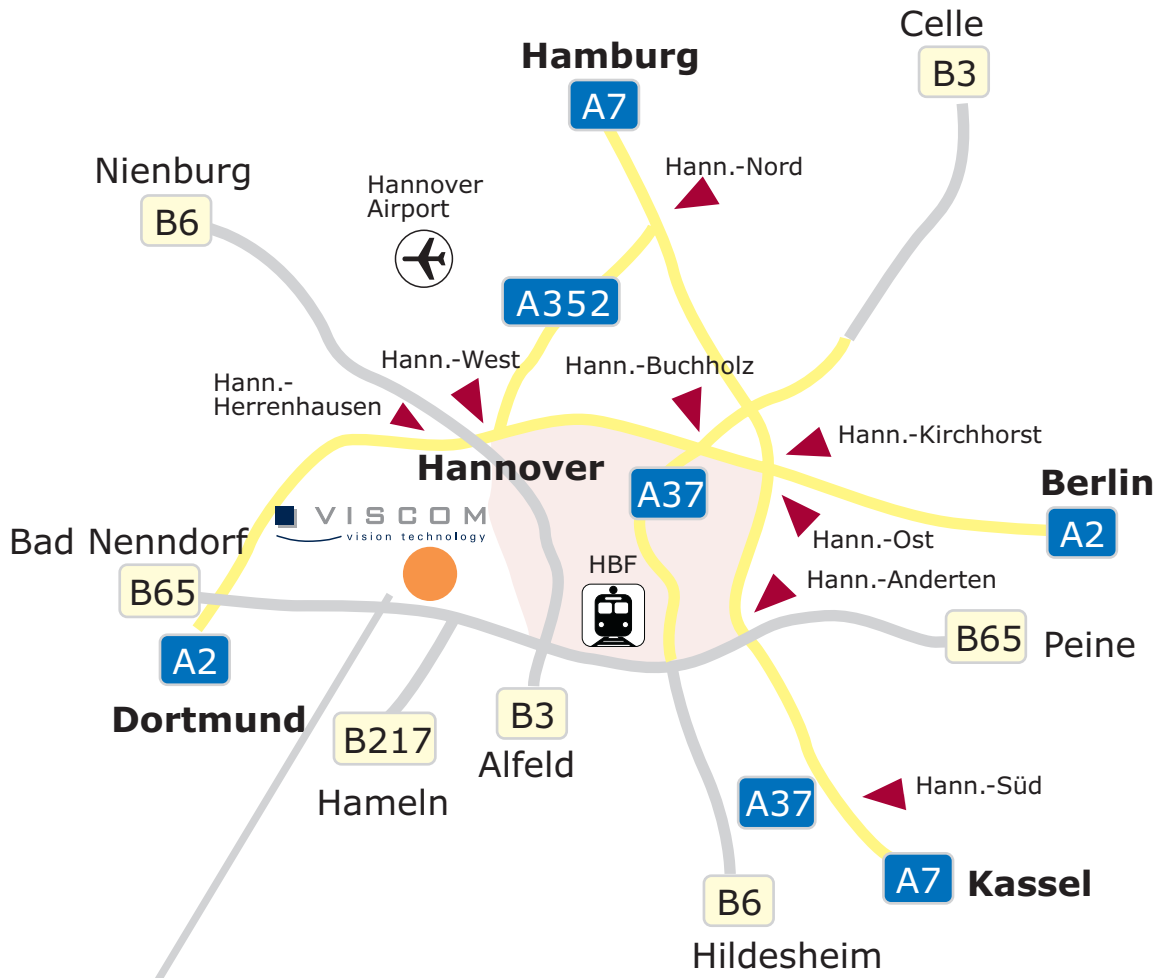 Celle
B3
Hamburg
A7
Nienburg
B6
Hannover
Airport
Hann.-Nord
A352
Hann.-West
Hann.-Buchholz
Hann.-
Herrenhausen
Hann.-Kirchhorst
Hannover
A37
Berlin
A2
VISCOM
vision technology
Bad Nenndorf
B65
Hann.-Ost
HBF
Hann.-Anderten
B65
Peine
A2
Dortmund
B217
Hameln
B3
Alfeld
A37
Hann.-Süd
A7
Kassel
B6
Hildesheim